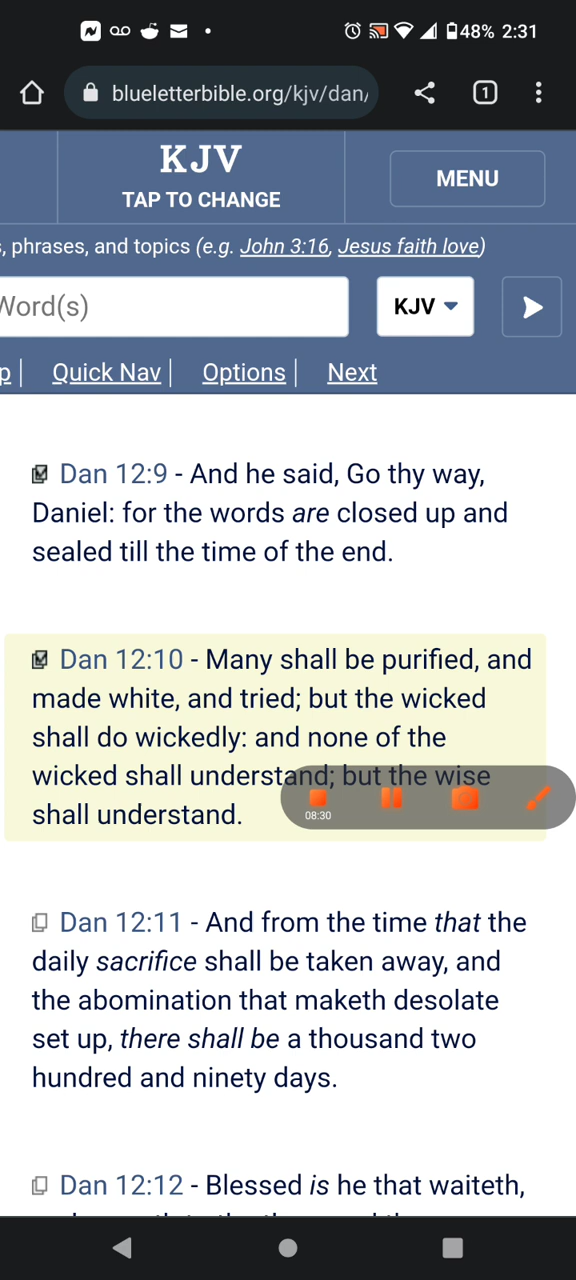 48% 2:31
blueletterbible.org/kjv/dan/
1
KJV
TAP TO CHANGE
MENU
, phrases, and topics (e.g. John 3:16, Jesus faith love)
Word(s)
KJV
p| Quick Nav| Options| Next
Dan 12:9 - And he said, Go thy way,
Daniel: for the words are closed up and
sealed till the time of the end.
Dan 12:10 - Many shall be purified, and
made white, and tried; but the wicked
shall do wickedly: and none of the
wicked shall understand; but the wise
shall understand.
08:30
Dan 12:11 - And from the time that the
daily sacrifice shall be taken away, and
the abomination that maketh desolate
set up, there shall be a thousand two
hundred and ninety days.
Dan 12:12 - Blessed is he that waiteth,